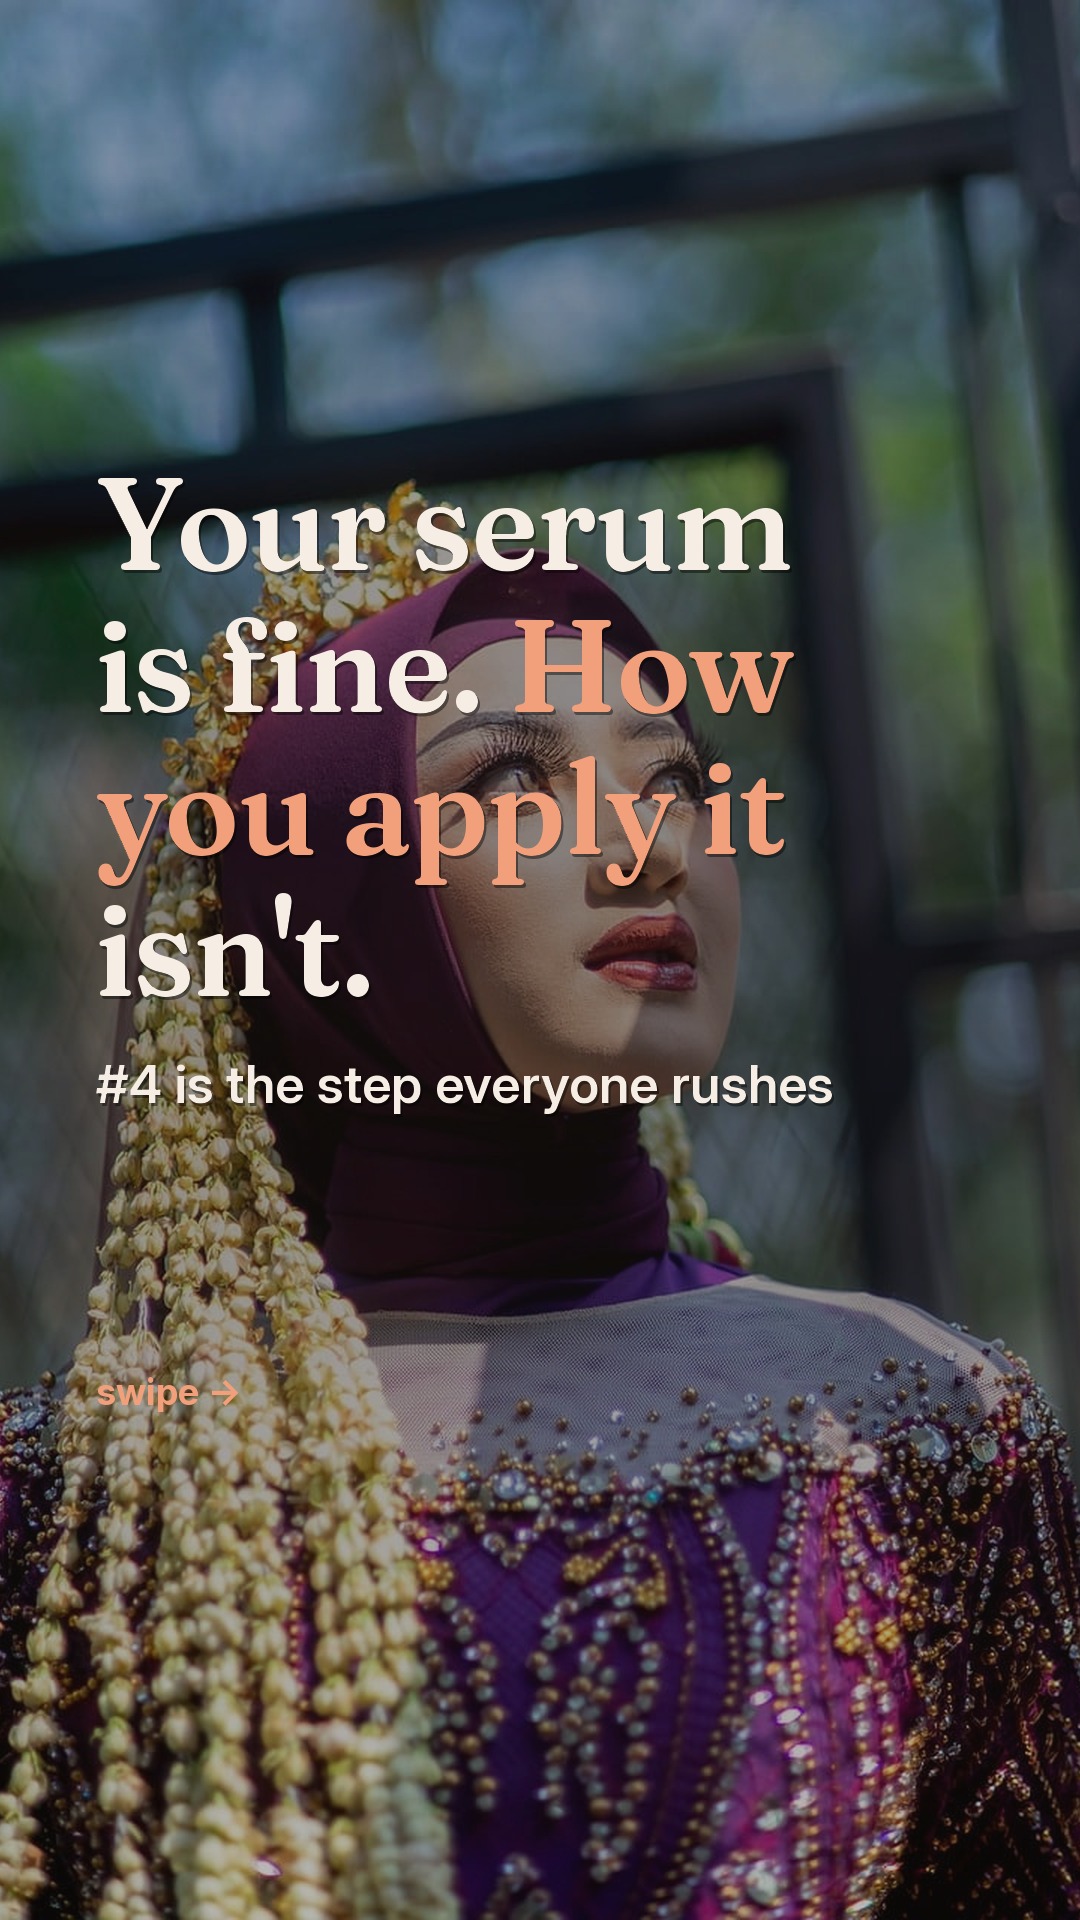 Your serum
is fine. How
you apply it
isn't.
#4 is the step everyone rushes
swipe →